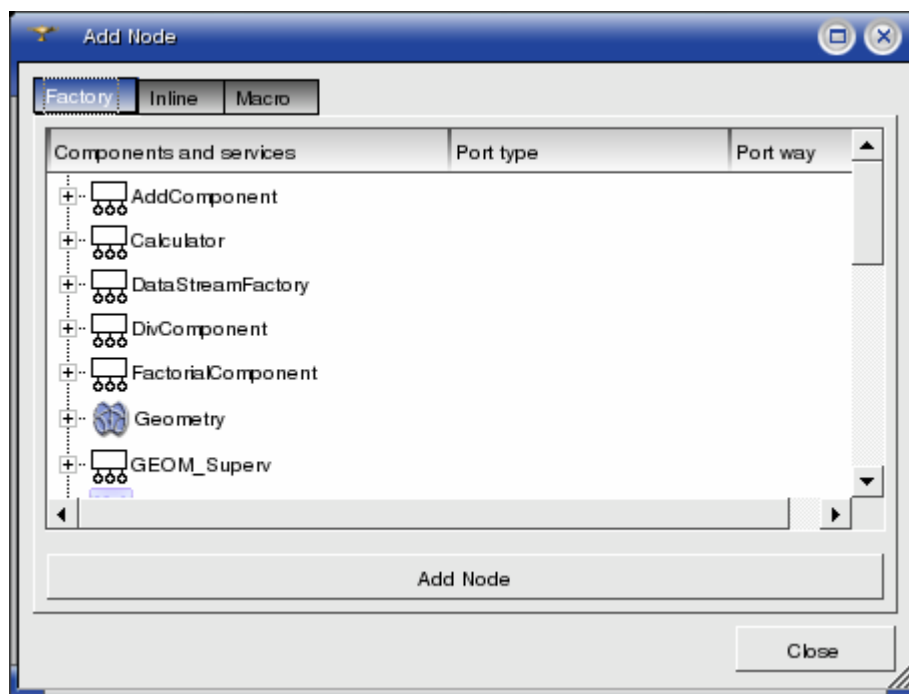 Add Node
Factory Inline Macro
Components and services Port type Port way
AddComponent
Calculator
DataStreamFactory
DivComponent
FactorialComponent
Geometry
GEOM_Superv
Add Node
Close